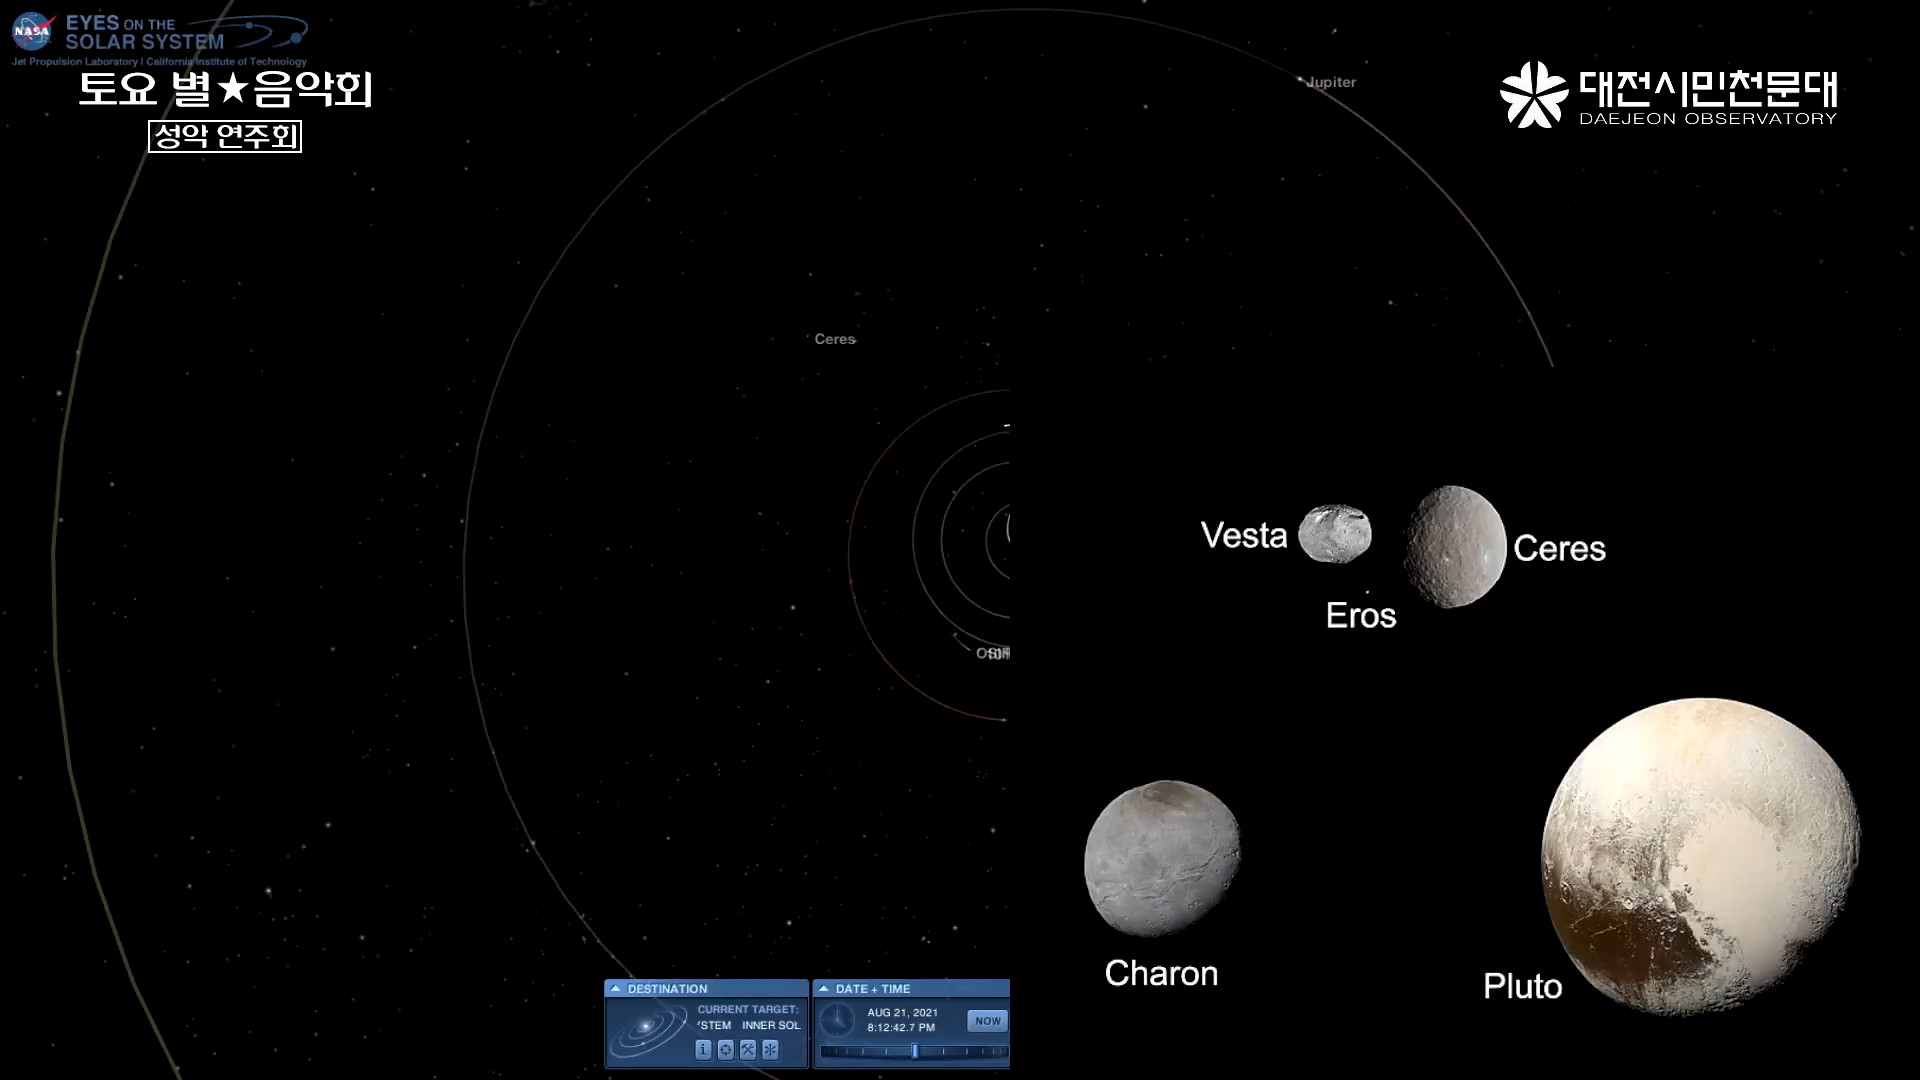 NASA
EYES ON THE
SOLAR SYSTEM
Jet Propulsion Laboratory | California Institute of Technology
토요 별★음악회
성악 연주회
대전시민천문대
DAEJEON OBSERVATORY
Jupiter
Ceres
Vesta
Ceres
Eros
Charon
Pluto
DESTINATION
CURRENT TARGET:
'STEM INNER SOL
DATE + TIME
AUG 21, 2021
8:12:42.7 PM
NOW